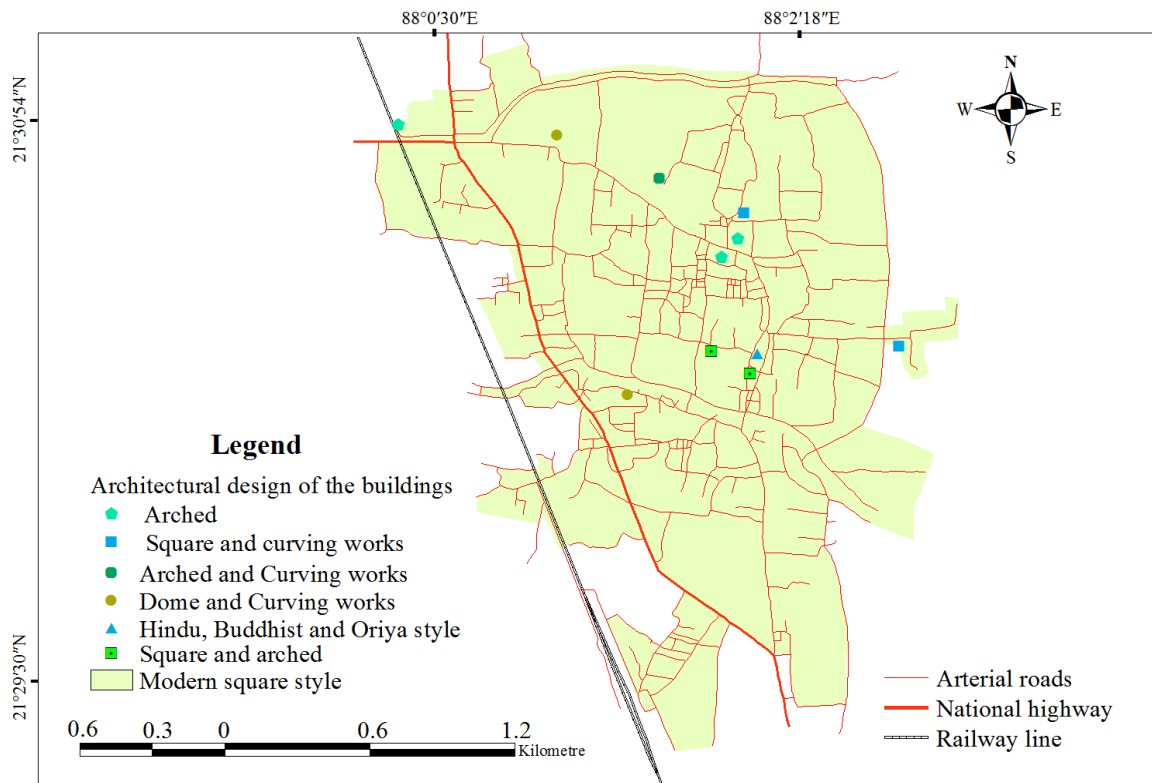 88°0′30″E 88°2′18″E
21°30′54″N
N
W E
S
Legend
Architectural design of the buildings
Arched
Square and curving works
Arched and Curving works
Dome and Curving works
Hindu, Buddhist and Oriya style
Square and arched
Modern square style
21°29′30″N
Arterial roads
National highway
Railway line
0.6 0.3 0 0.6 1.2
Kilometre